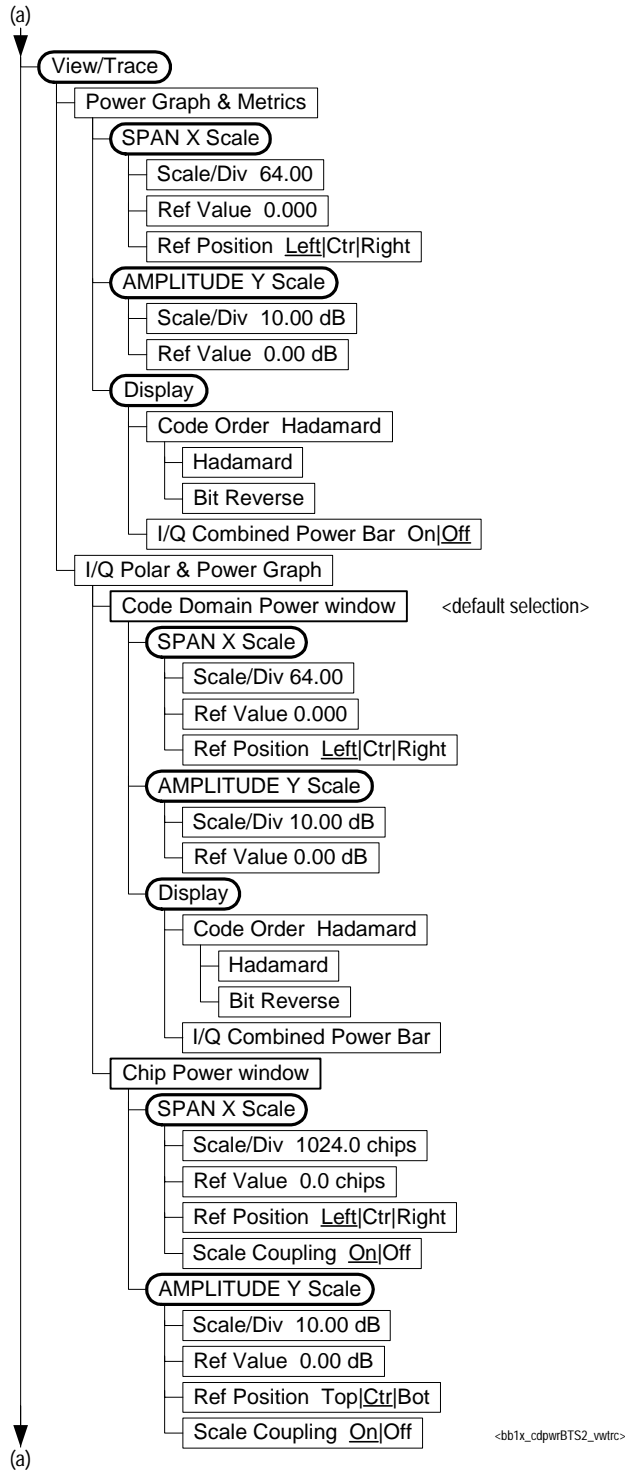 (a)
View/Trace
Power Graph & Metrics
SPAN X Scale
Scale/Div 64.00
Ref Value 0.000
Ref Position Left|Ctr|Right
AMPLITUDE Y Scale
Scale/Div 10.00 dB
Ref Value 0.00 dB
Display
Code Order Hadamard
Hadamard
Bit Reverse
I/Q Combined Power Bar On|Off
I/Q Polar & Power Graph
Code Domain Power window <default selection>
SPAN X Scale
Scale/Div 64.00
Ref Value 0.000
Ref Position Left|Ctr|Right
AMPLITUDE Y Scale
Scale/Div 10.00 dB
Ref Value 0.00 dB
Display
Code Order Hadamard
Hadamard
Bit Reverse
I/Q Combined Power Bar
Chip Power window
SPAN X Scale
Scale/Div 1024.0 chips
Ref Value 0.0 chips
Ref Position Left|Ctr|Right
Scale Coupling On|Off
AMPLITUDE Y Scale
Scale/Div 10.00 dB
Ref Value 0.00 dB
Ref Position Top|Ctr|Bot
Scale Coupling On|Off <bb1x_cdpwrBTS2_vwtrc>
(a)